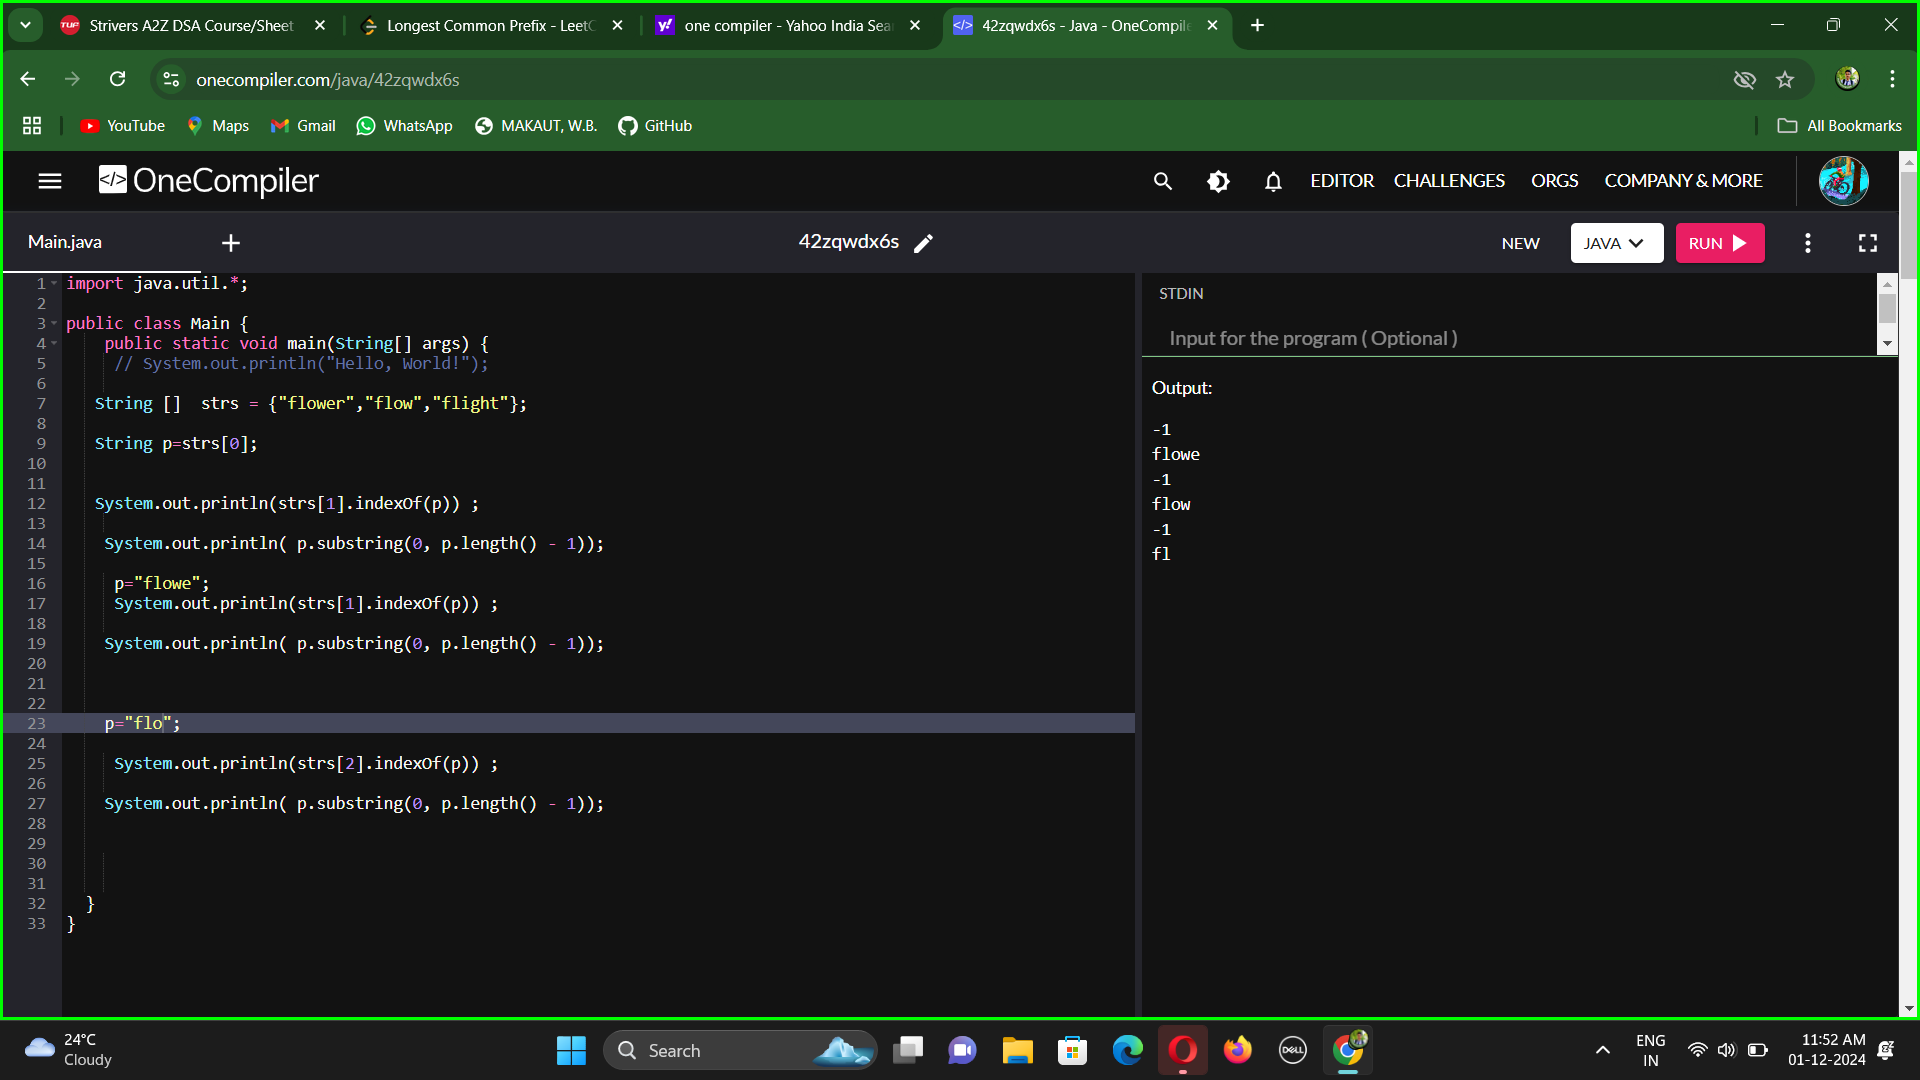 Strivers A2Z DSA Course/Sheet
Longest Common Prefix - LeetC
one compiler - Yahoo India Sea
42zqwdx6s - Java - OneCompile
onecompiler.com/java/42zqwdx6s
YouTube
Maps
Gmail
WhatsApp
MAKAUT, W.B.
GitHub
All Bookmarks
</> OneCompiler
EDITOR
CHALLENGES
ORGS
COMPANY & MORE
Main.java
42zqwdx6s
NEW
JAVA
RUN
1 import java.util.*;
2
3 public class Main {
4 public static void main(String[] args) {
5 // System.out.println("Hello, World!");
6
7 String [] strs = {"flower","flow","flight"};
8
9 String p=strs[0];
10
11
12 System.out.println(strs[1].indexOf(p)) ;
13
14 System.out.println( p.substring(0, p.length() - 1));
15
16 p="flowe";
17 System.out.println(strs[1].indexOf(p)) ;
18
19 System.out.println( p.substring(0, p.length() - 1));
20
21
22
23 p="flo";
24
25 System.out.println(strs[2].indexOf(p)) ;
26
27 System.out.println( p.substring(0, p.length() - 1));
28
29
30
31
32 }
33 }
STDIN
Input for the program ( Optional )
Output:
-1
flowe
-1
flow
-1
fl
24°C
Cloudy
Search
DELL
ENG
IN
11:52 AM
01-12-2024